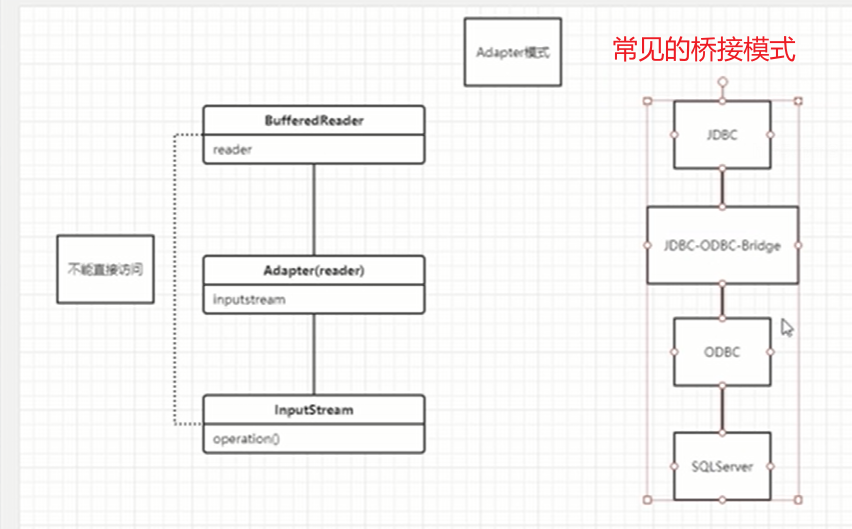 Adapter模式
常见的桥接模式
BufferedReader
reader
不能直接访问
Adapter(reader)
inputstream
InputStream
operation()
JDBC
JDBC-ODBC-Bridge
ODBC
SQLServer